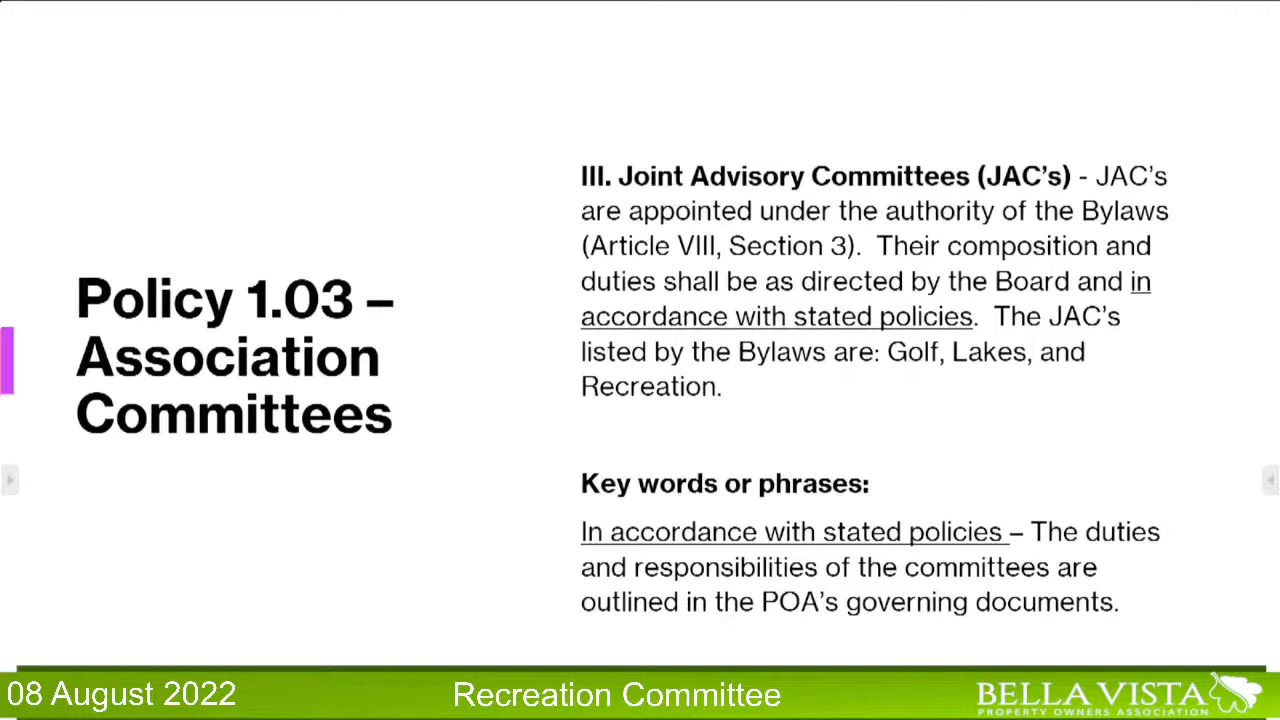 Policy 1.03 –
Association
Committees
III. Joint Advisory Committees (JAC’s) - JAC’s
are appointed under the authority of the Bylaws
(Article VIII, Section 3).  Their composition and
duties shall be as directed by the Board and in
accordance with stated policies.  The JAC’s
listed by the Bylaws are: Golf, Lakes, and
Recreation.
Key words or phrases:
In accordance with stated policies – The duties
and responsibilities of the committees are
outlined in the POA’s governing documents.
08 August 2022
Recreation Committee
BELLA VISTA
PROPERTY OWNERS ASSOCIATION